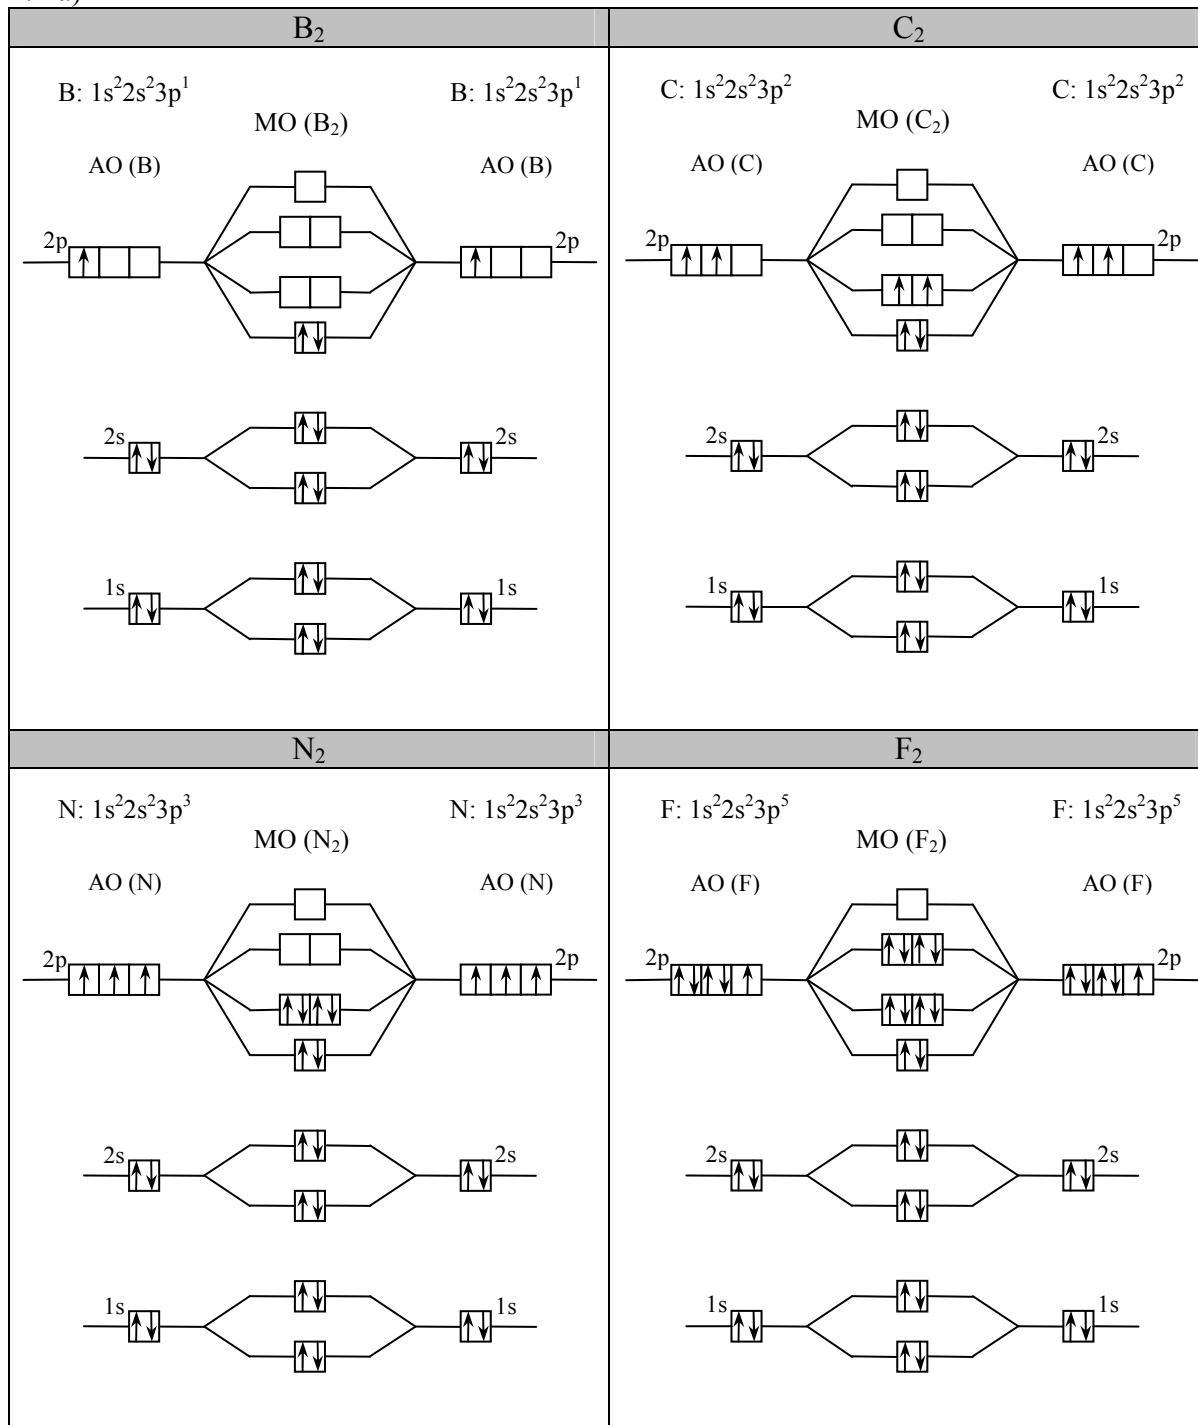 B₂
B: 1s²2s²3p¹ B: 1s²2s²3p¹
MO (B₂)
AO (B) AO (B)
2p 2p
2s 2s
1s 1s
C₂
C: 1s²2s²3p² C: 1s²2s²3p²
MO (C₂)
AO (C) AO (C)
2p 2p
2s 2s
1s 1s
N₂
N: 1s²2s²3p³ N: 1s²2s²3p³
MO (N₂)
AO (N) AO (N)
2p 2p
2s 2s
1s 1s
F₂
F: 1s²2s²3p⁵ F: 1s²2s²3p⁵
MO (F₂)
AO (F) AO (F)
2p 2p
2s 2s
1s 1s